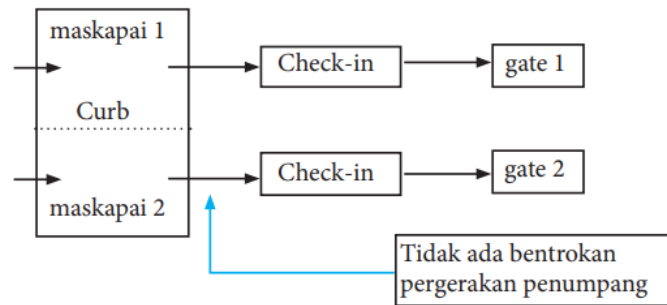 maskapai 1
Check-in
gate 1
Curb
Check-in
gate 2
maskapai 2
Tidak ada bentrokan
pergerakan penumpang